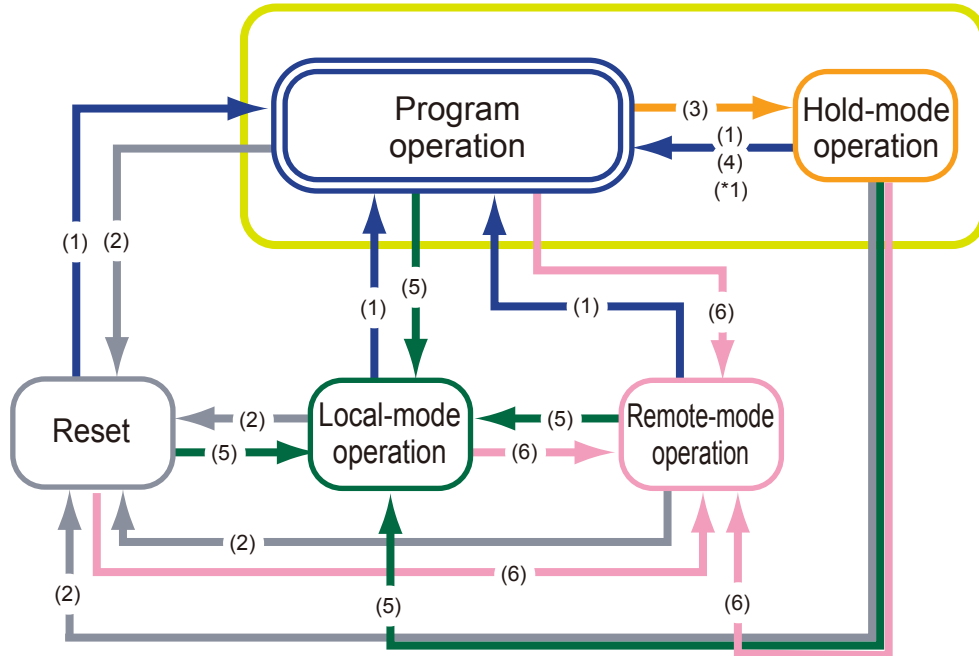 Program
operation
(3)
Hold-mode
operation
(1)
(4)
(*1)
(1)
(2)
(5)
(1)
(1)
(6)
Reset
(2)
(5)
Local-mode
operation
(5)
(6)
Remote-mode
operation
(2)
(6)
(2)
(5)
(6)